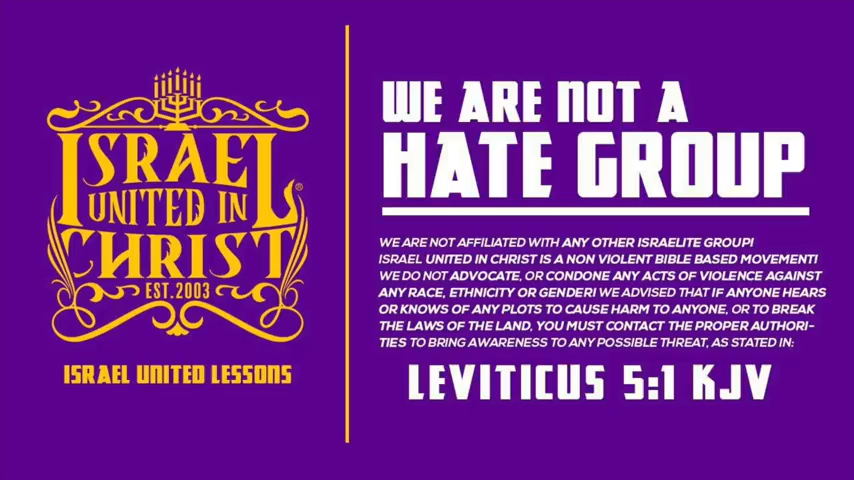 ISRAEL
UNITED IN
CHRIST
®
EST. 2003
ISRAEL UNITED LESSONS
WE ARE NOT A
HATE GROUP
WE ARE NOT AFFILIATED WITH ANY OTHER ISRAELITE GROUP!
ISRAEL UNITED IN CHRIST IS A NON VIOLENT BIBLE BASED MOVEMENT!
WE DO NOT ADVOCATE, OR CONDONE ANY ACTS OF VIOLENCE AGAINST
ANY RACE, ETHNICITY OR GENDER! WE ADVISED THAT IF ANYONE HEARS
OR KNOWS OF ANY PLOTS TO CAUSE HARM TO ANYONE, OR TO BREAK
THE LAWS OF THE LAND, YOU MUST CONTACT THE PROPER AUTHORI-
TIES TO BRING AWARENESS TO ANY POSSIBLE THREAT, AS STATED IN:
LEVITICUS 5:1 KJV